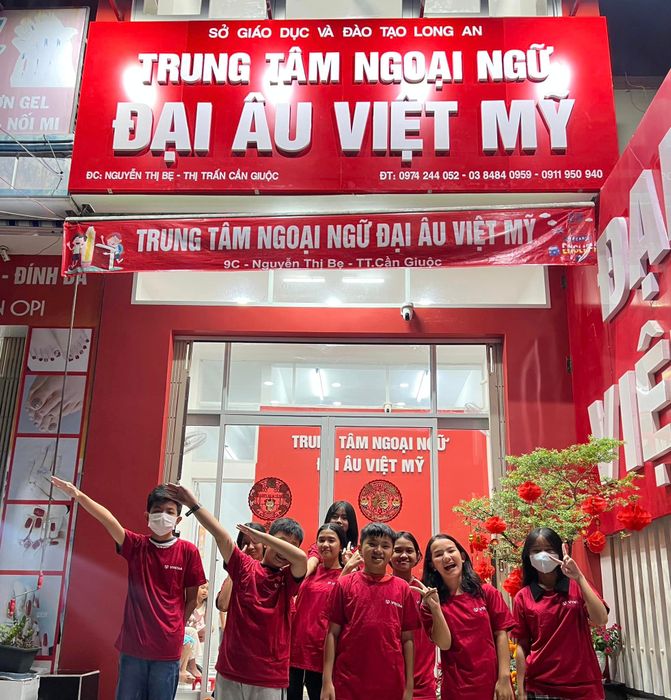 SỞ GIÁO DỤC VÀ ĐÀO TẠO LONG AN
TRUNG TÂM NGOẠI NGỮ
ĐẠI ÂU VIỆT MỸ
ĐC: NGUYỄN THỊ BẸ - THỊ TRẤN CẦN GIUỘC
ĐT: 0974 244 052 - 03 8484 0959 - 0911 950 940
TRUNG TÂM NGOẠI NGỮ ĐẠI ÂU VIỆT MỸ
9C - Nguyễn Thị Bẹ - TT.Cần Giuộc
GEL
NỐI MI
- ĐÍNH ĐÁ
OPI
TRUNG TÂM NGOẠI NGỮ
ĐẠI ÂU VIỆT MỸ
ĐẠI
VIỆ